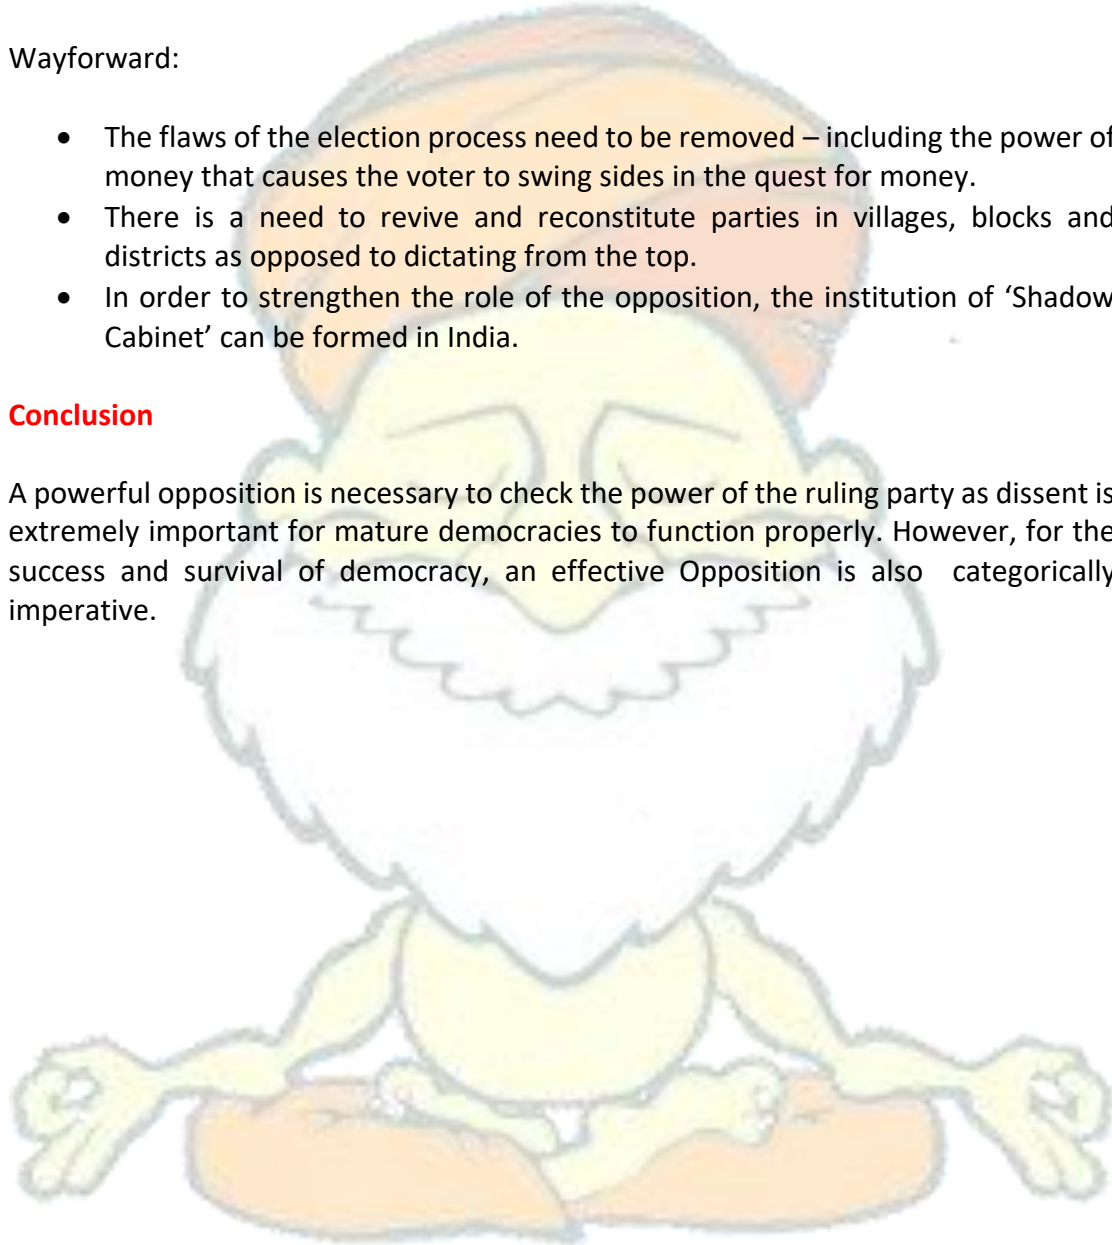 Wayforward:
• The flaws of the election process need to be removed – including the power of
money that causes the voter to swing sides in the quest for money.
• There is a need to revive and reconstitute parties in villages, blocks and
districts as opposed to dictating from the top.
• In order to strengthen the role of the opposition, the institution of ‘Shadow
Cabinet’ can be formed in India.
Conclusion
A powerful opposition is necessary to check the power of the ruling party as dissent is
extremely important for mature democracies to function properly. However, for the
success and survival of democracy, an effective Opposition is also categorically
imperative.